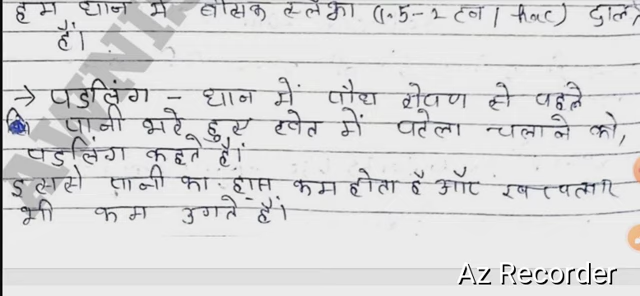 हम धान में बेसिक स्लैग (1.5-2 टन / hac) डालते
हैं।
→ पडलिंग - धान में पौध रोपण से पहले
पानी भरे हुए खेत में पटेला चलाने को,
पडलिंग कहते हैं।
इससे पानी का ह्रास कम होता है और खरपतवार
भी कम उगते हैं।
Az Recorder